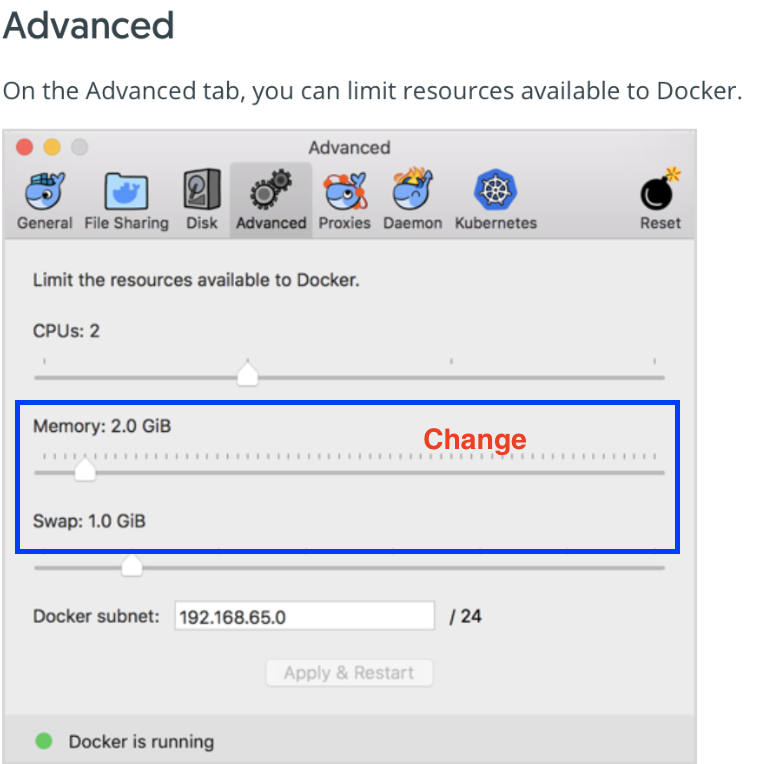 Advanced
On the Advanced tab, you can limit resources available to Docker.
Advanced
General File Sharing Disk Advanced Proxies Daemon Kubernetes Reset
Limit the resources available to Docker.
CPUs: 2
Memory: 2.0 GiB
Change
Swap: 1.0 GiB
Docker subnet: 192.168.65.0 / 24
Apply & Restart
Docker is running